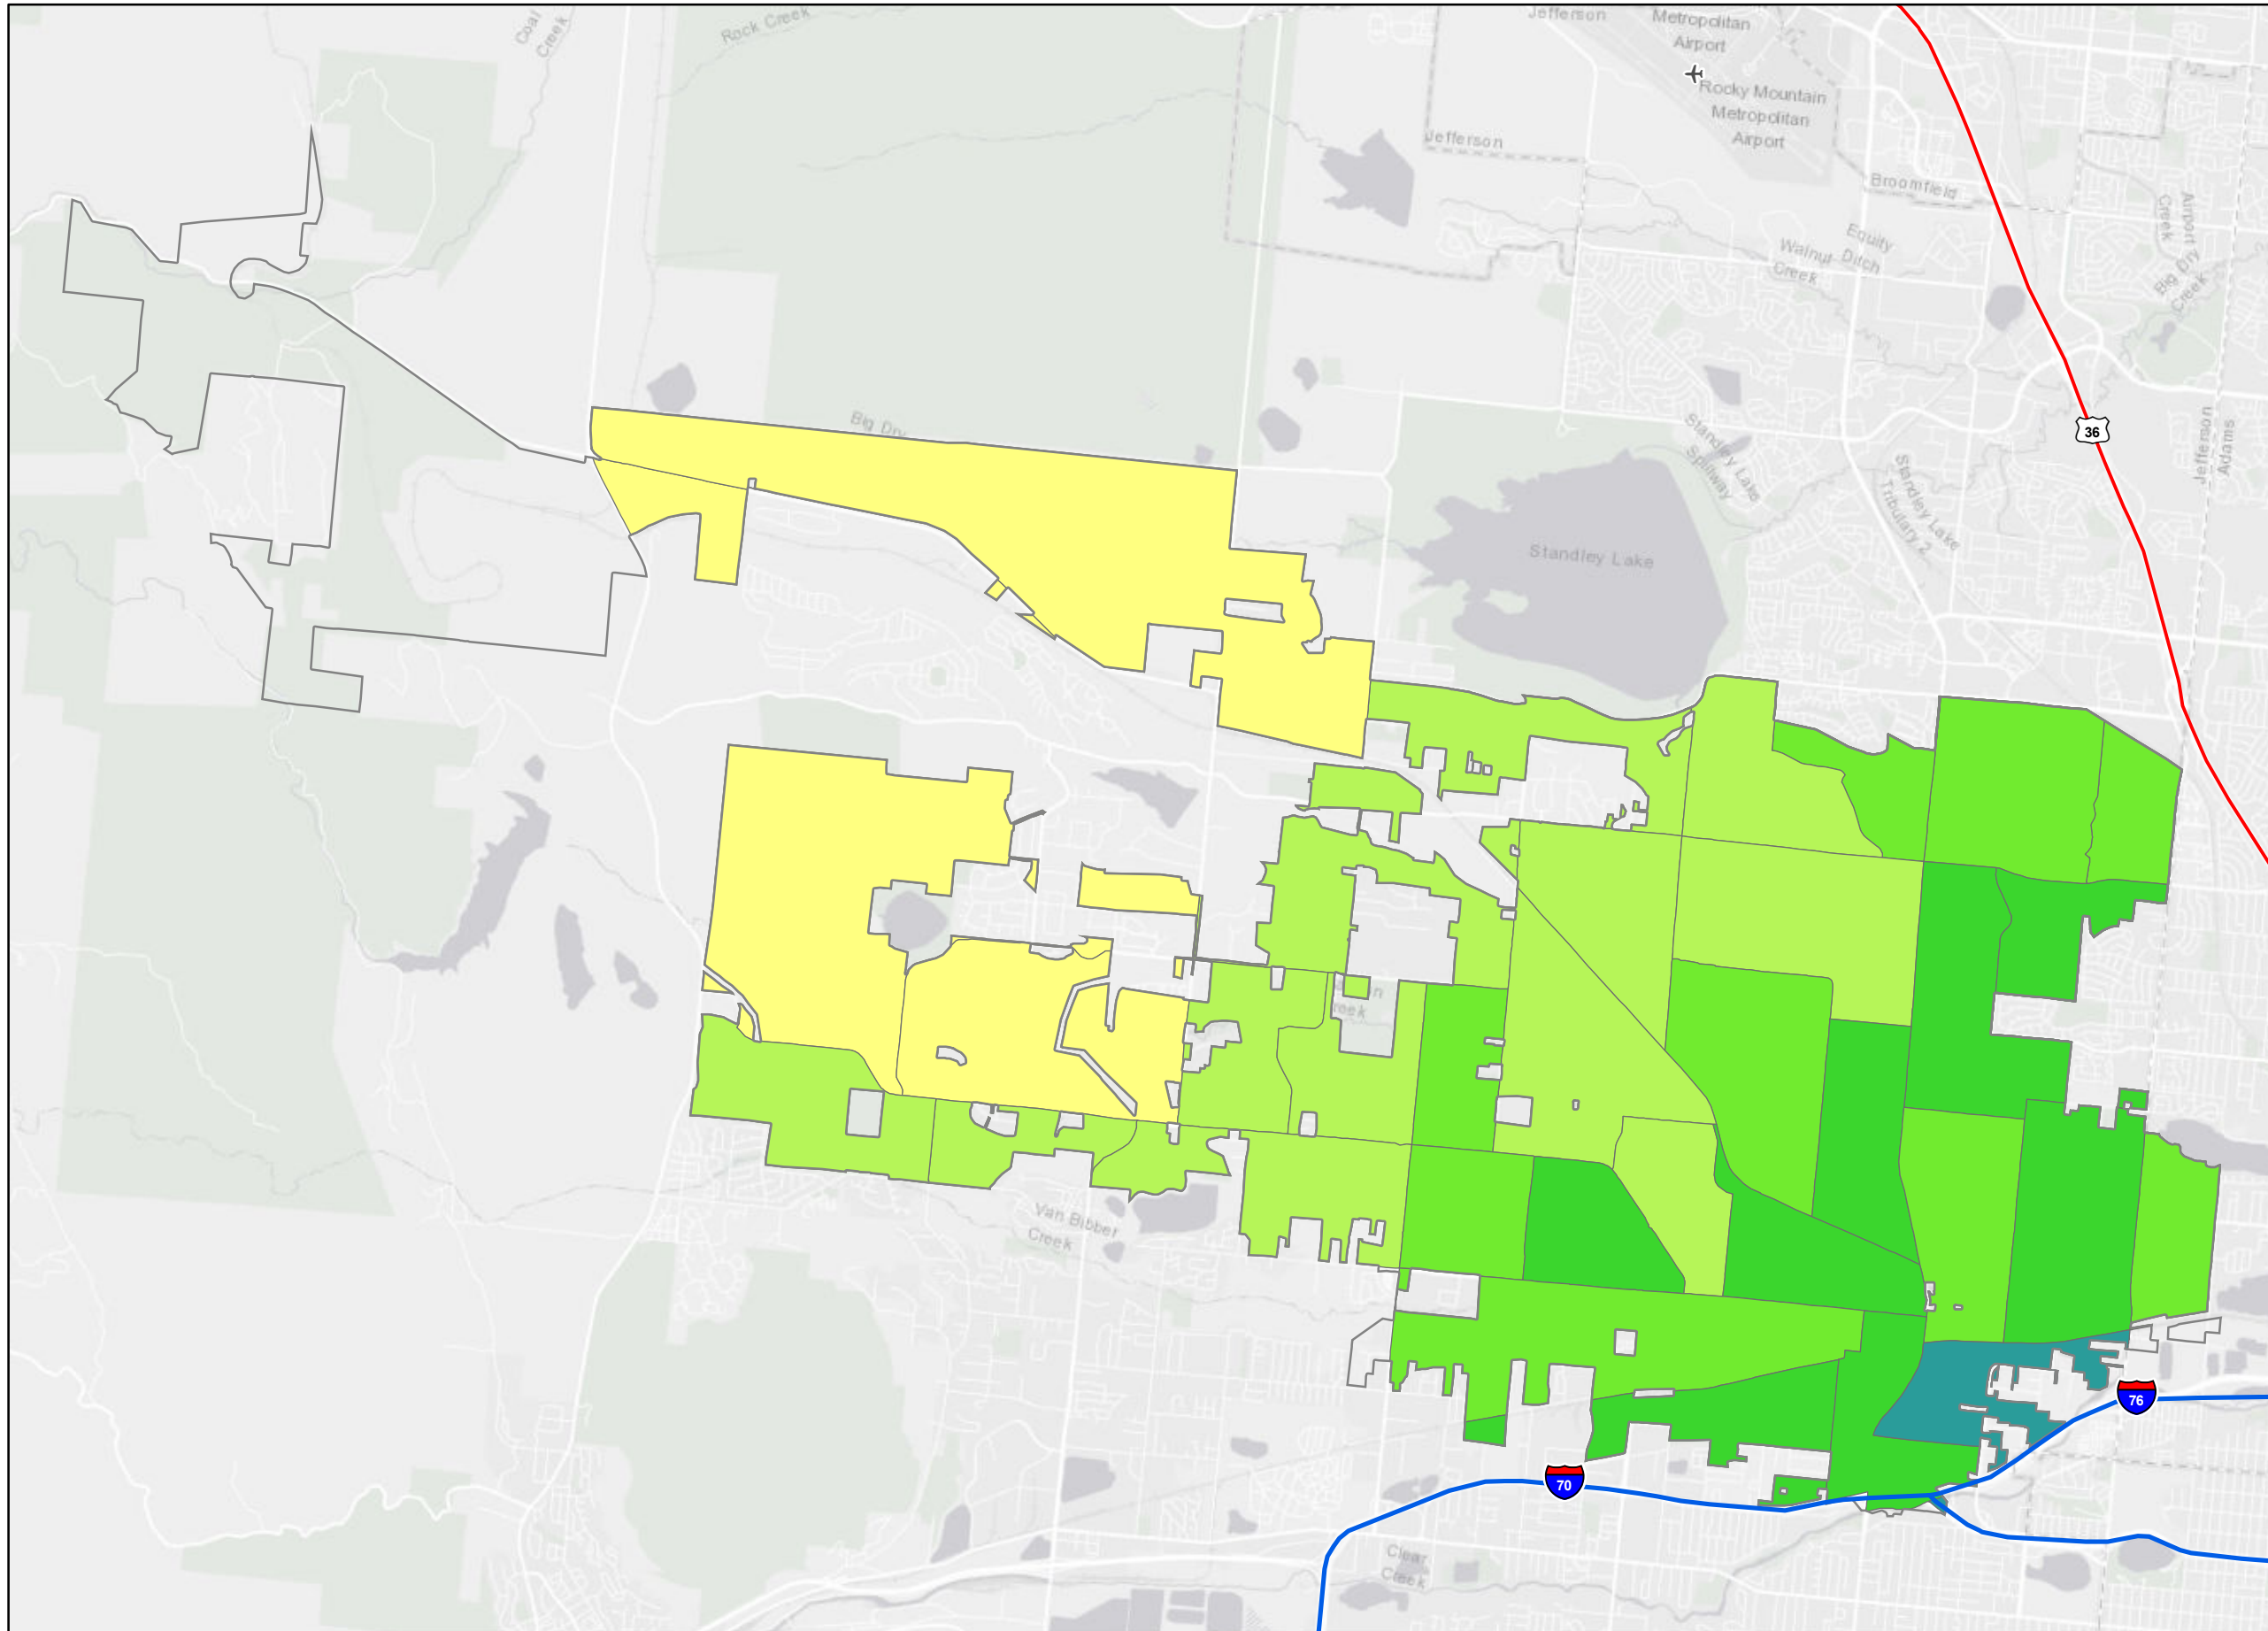 Coal
Creek
Rock Creek
Jefferson
Metropolitan
Airport
Rocky Mountain
Metropolitan
Airport
Jefferson
Broomfield
Airport
Creek
Equity
Ditch
Walnut
Creek
Big Dry
Creek
Big Dry
36
Jefferson
Adams
Standley Lake
Spillway
Standley Lake
Tributary 2
Standley Lake
Van Bibber
Creek
76
70
Clear
Creek